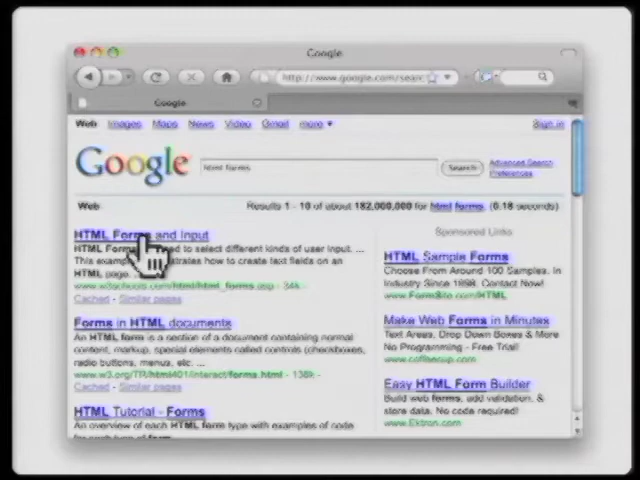 Google
http://www.google.com/searc
Google
Web Images Maps News Video Gmail more ▼ Sign in
Google html forms Search Advanced Search
Preferences
Web Results 1 - 10 of about 182,000,000 for html forms. (0.18 seconds)
HTML Forms and Input
HTML Forms to select different kinds of user input. ...
This example demonstrates how to create text fields on an
HTML page. ...
www.w3schools.com/html/html_forms.asp - 34k -
Cached - Similar pages
Forms in HTML documents
An HTML form is a section of a document containing normal
content, markup, special elements called controls (checkboxes,
radio buttons, menus, etc. ...
www.w3.org/TR/html401/interact/forms.html - 138k -
Cached - Similar pages
HTML Tutorial - Forms
An overview of each HTML form type with examples of code
for each type of form.
Sponsored Links
HTML Sample Forms
Choose From Around 100 Samples. In
Industry Since 1998. Contact Now!
www.FormSite.com/HTML
Make Web Forms in Minutes
Text Areas, Drop Down Boxes & More
No Programming - Free Trial!
www.coffeecup.com
Easy HTML Form Builder
Build web forms, add validation, &
store data. No code required!
www.Ektron.com